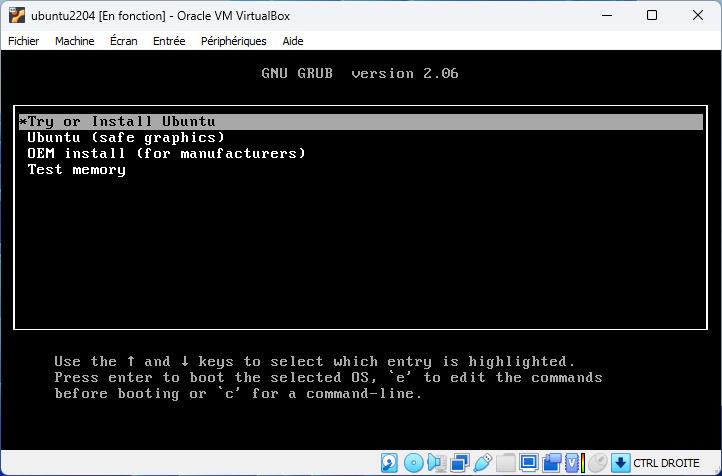 ubuntu2204 [En fonction] - Oracle VM VirtualBox
Fichier Machine Écran Entrée Périphériques Aide
GNU GRUB version 2.06
*Try or Install Ubuntu
Ubuntu (safe graphics)
OEM install (for manufacturers)
Test memory
Use the ↑ and ↓ keys to select which entry is highlighted.
Press enter to boot the selected OS, `e' to edit the commands
before booting or `c' for a command-line.
CTRL DROITE